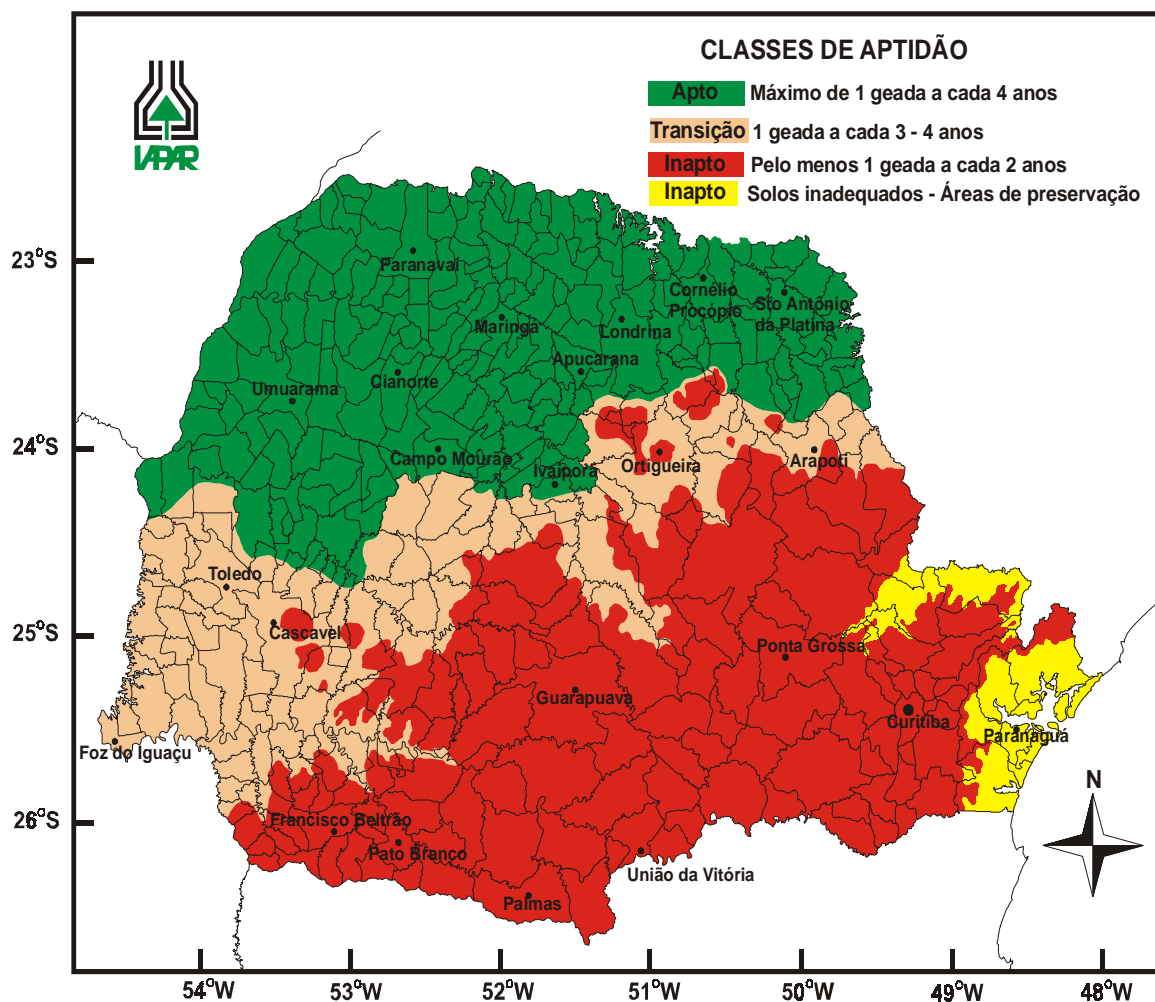 CLASSES DE APTIDÃO
Apto Máximo de 1 geada a cada 4 anos
Transição 1 geada a cada 3 - 4 anos
Inapto Pelo menos 1 geada a cada 2 anos
Inapto Solos inadequados - Áreas de preservação
IAPAR
23°S
24°S
25°S
26°S
Paranavaí
Cornélio
Procópio
Sto Antônio
da Platina
Maringá
Londrina
Apucarana
Cianorte
Umuarama
Campo Mourão
Ivaiporã
Ortigueira
Arapoti
Toledo
Cascavel
Ponta Grossa
Guarapuava
Curitiba
Paranaguá
Foz do Iguaçu
Francisco Beltrão
Pato Branco
União da Vitória
Palmas
N
54°W
53°W
52°W
51°W
50°W
49°W
48°W